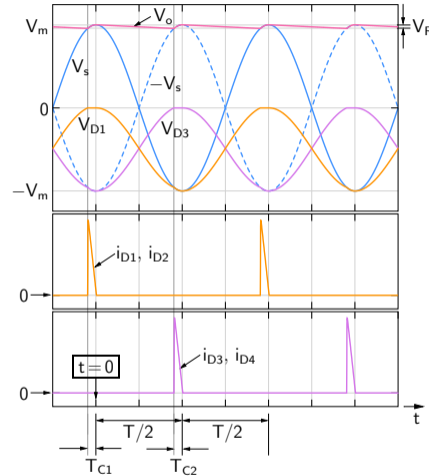 V_m
V_o
V_R
V_s
−V_s
0
V_D1
V_D3
−V_m
i_D1, i_D2
0
i_D3, i_D4
t=0
0
t
T/2
T/2
T_C1
T_C2